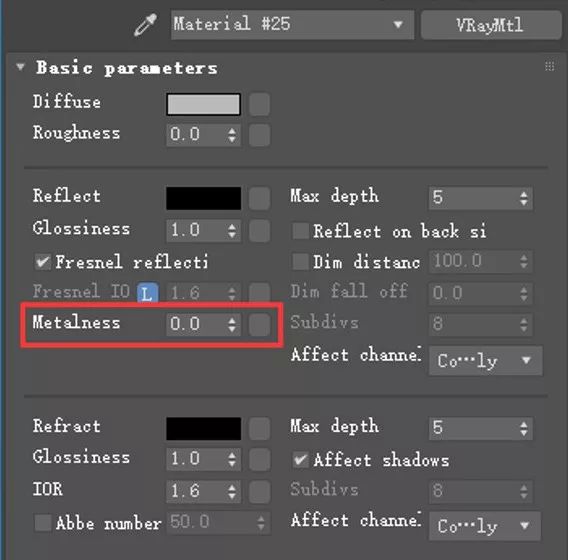 Material #25 VRayMtl
Basic parameters
Diffuse
Roughness 0.0
Reflect Max depth 5
Glossiness 1.0 Reflect on back si
Fresnel reflecti Dim distanc 100.0
Fresnel IO L 1.6 Dim fall off 0.0
Metalness 0.0 Subdivs 8
Affect channel Co···ly
Refract Max depth 5
Glossiness 1.0 Affect shadows
IOR 1.6 Subdivs 8
Abbe number 50.0 Affect channel Co···ly